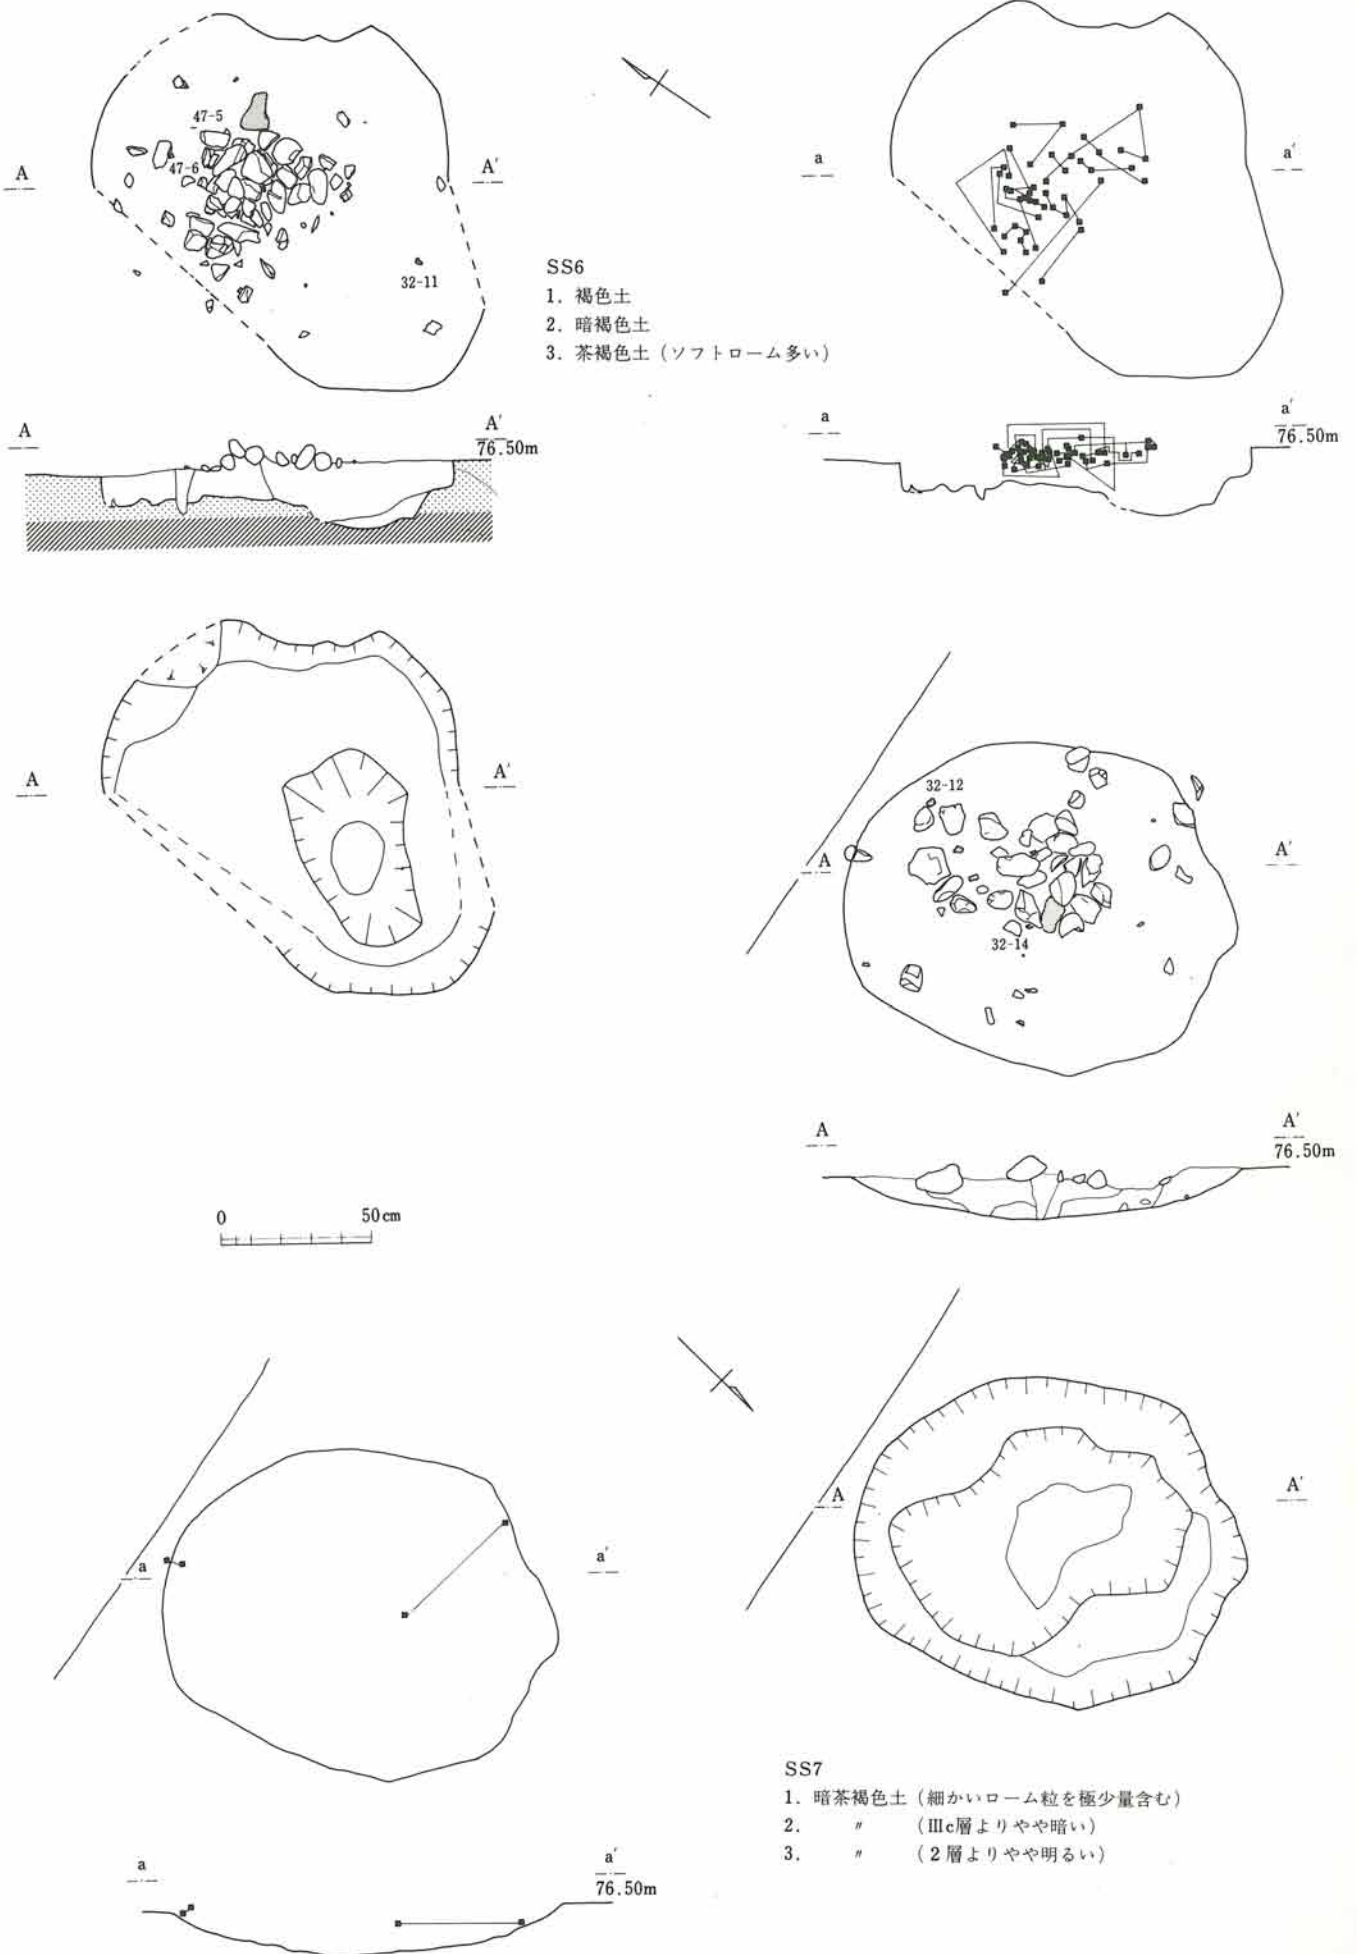 47-5
47-6
A
A′
32-11
a
a′
SS6
1. 褐色土
2. 暗褐色土
3. 茶褐色土（ソフトローム多い）
A
A′
76.50m
a
a′
76.50m
A
A′
32-12
A
A′
32-14
A
A′
76.50m
0 50cm
A
A′
a
a′
SS7
1. 暗茶褐色土（細かいローム粒を極少量含む）
2. 〃 （Ⅲc層よりやや暗い）
3. 〃 （2層よりやや明るい）
a
a′
76.50m